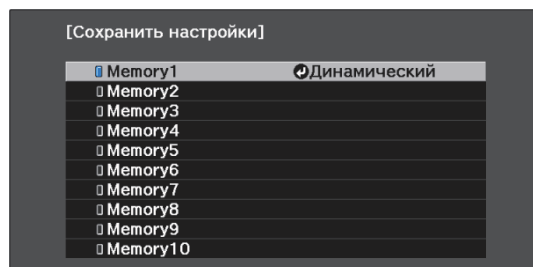 [Сохранить настройки]
Memory1 Динамический
Memory2
Memory3
Memory4
Memory5
Memory6
Memory7
Memory8
Memory9
Memory10